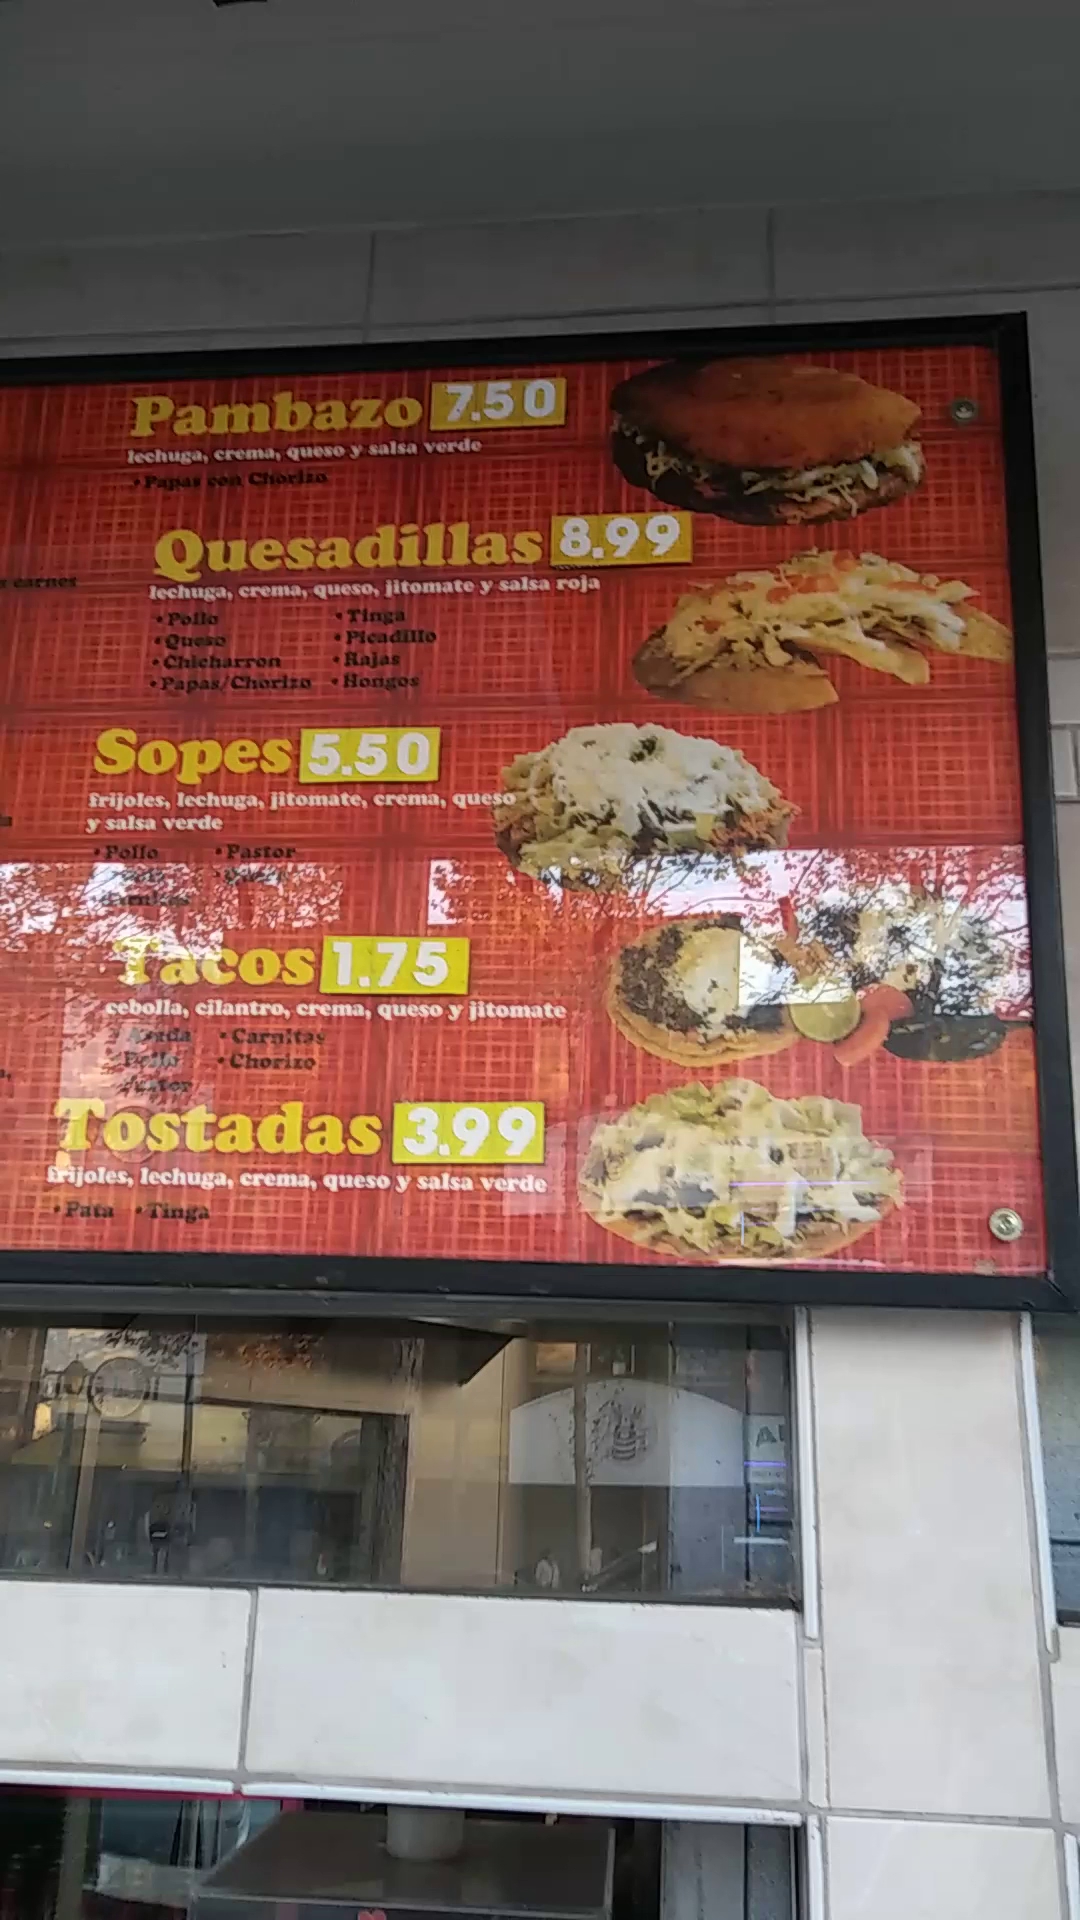 Pambazo 7.50
lechuga, crema, queso y salsa verde
• Papas con Chorizo
Quesadillas 8.99
lechuga, crema, queso, jitomate y salsa roja
• Pollo • Tinga
• Queso • Picadillo
• Chicharron • Rajas
• Papas/Chorizo • Hongos
carnes
Sopes 5.50
frijoles, lechuga, jitomate, crema, queso
y salsa verde
• Pollo • Pastor
Tacos 1.75
cebolla, cilantro, crema, queso y jitomate
• Carnitas
Pollo • Chorizo
Tostadas 3.99
frijoles, lechuga, crema, queso y salsa verde
• Pata • Tinga